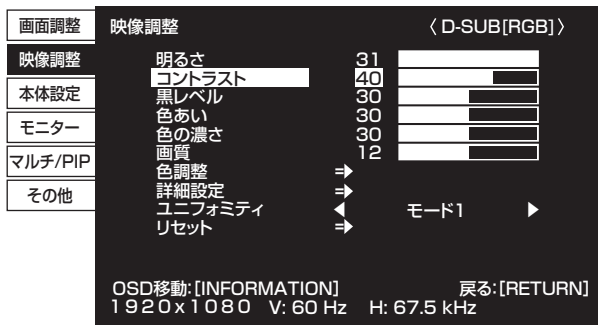 画面調整
映像調整
本体設定
モニター
マルチ/PIP
その他
映像調整 〈D-SUB[RGB]〉
明るさ 31
コントラスト 40
黒レベル 30
色あい 30
色の濃さ 30
画質 12
色調整
詳細設定
ユニフォミティ モード1
リセット
OSD移動:[INFORMATION] 戻る:[RETURN]
1920x1080 V: 60 Hz H: 67.5 kHz